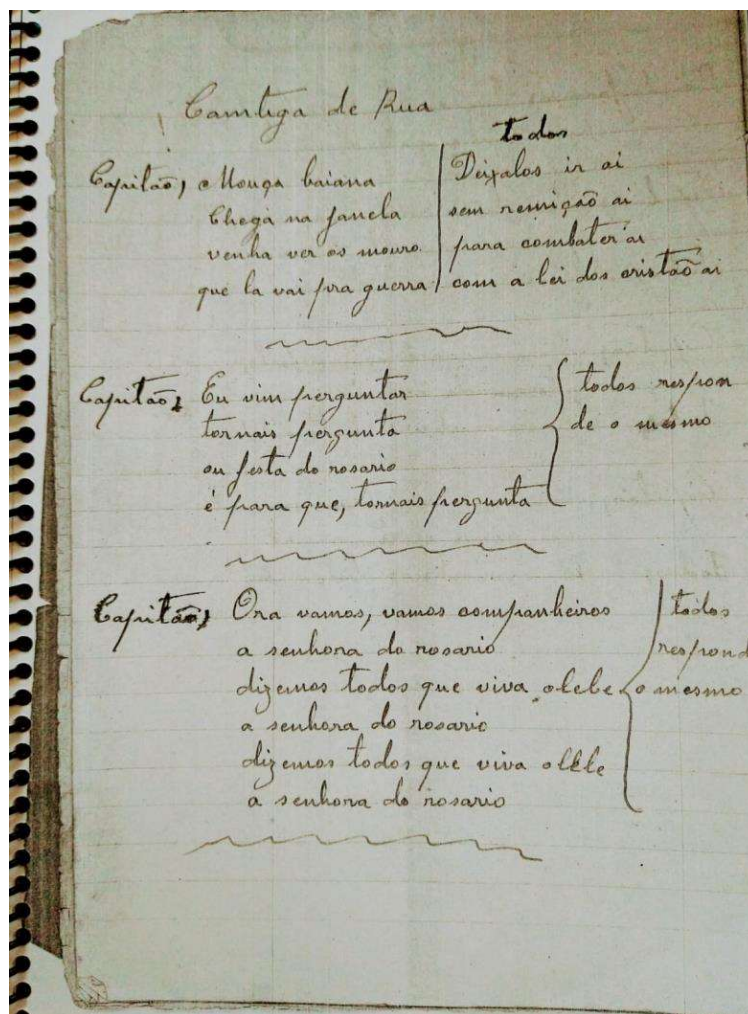 Cantiga de Rua
Capitão, Mouça baiana
Chega na janela
venha ver os mouro
que la vai pra guerra
todos
Deixalos ir ai
sem remição ai
para combater ai
com a lei dos cristão ai
Capitão, Eu vim perguntar
tornais pergunta
ou festa do rosario
é para que, tornais pergunta
todos respon
de o mesmo
Capitão, Ora vamos, vamos companheiros
a senhora do rosario
dizemos todos que viva olele
a senhora do rosario
dizemos todos que viva olele
a senhora do rosario
todos
respond
o mesmo